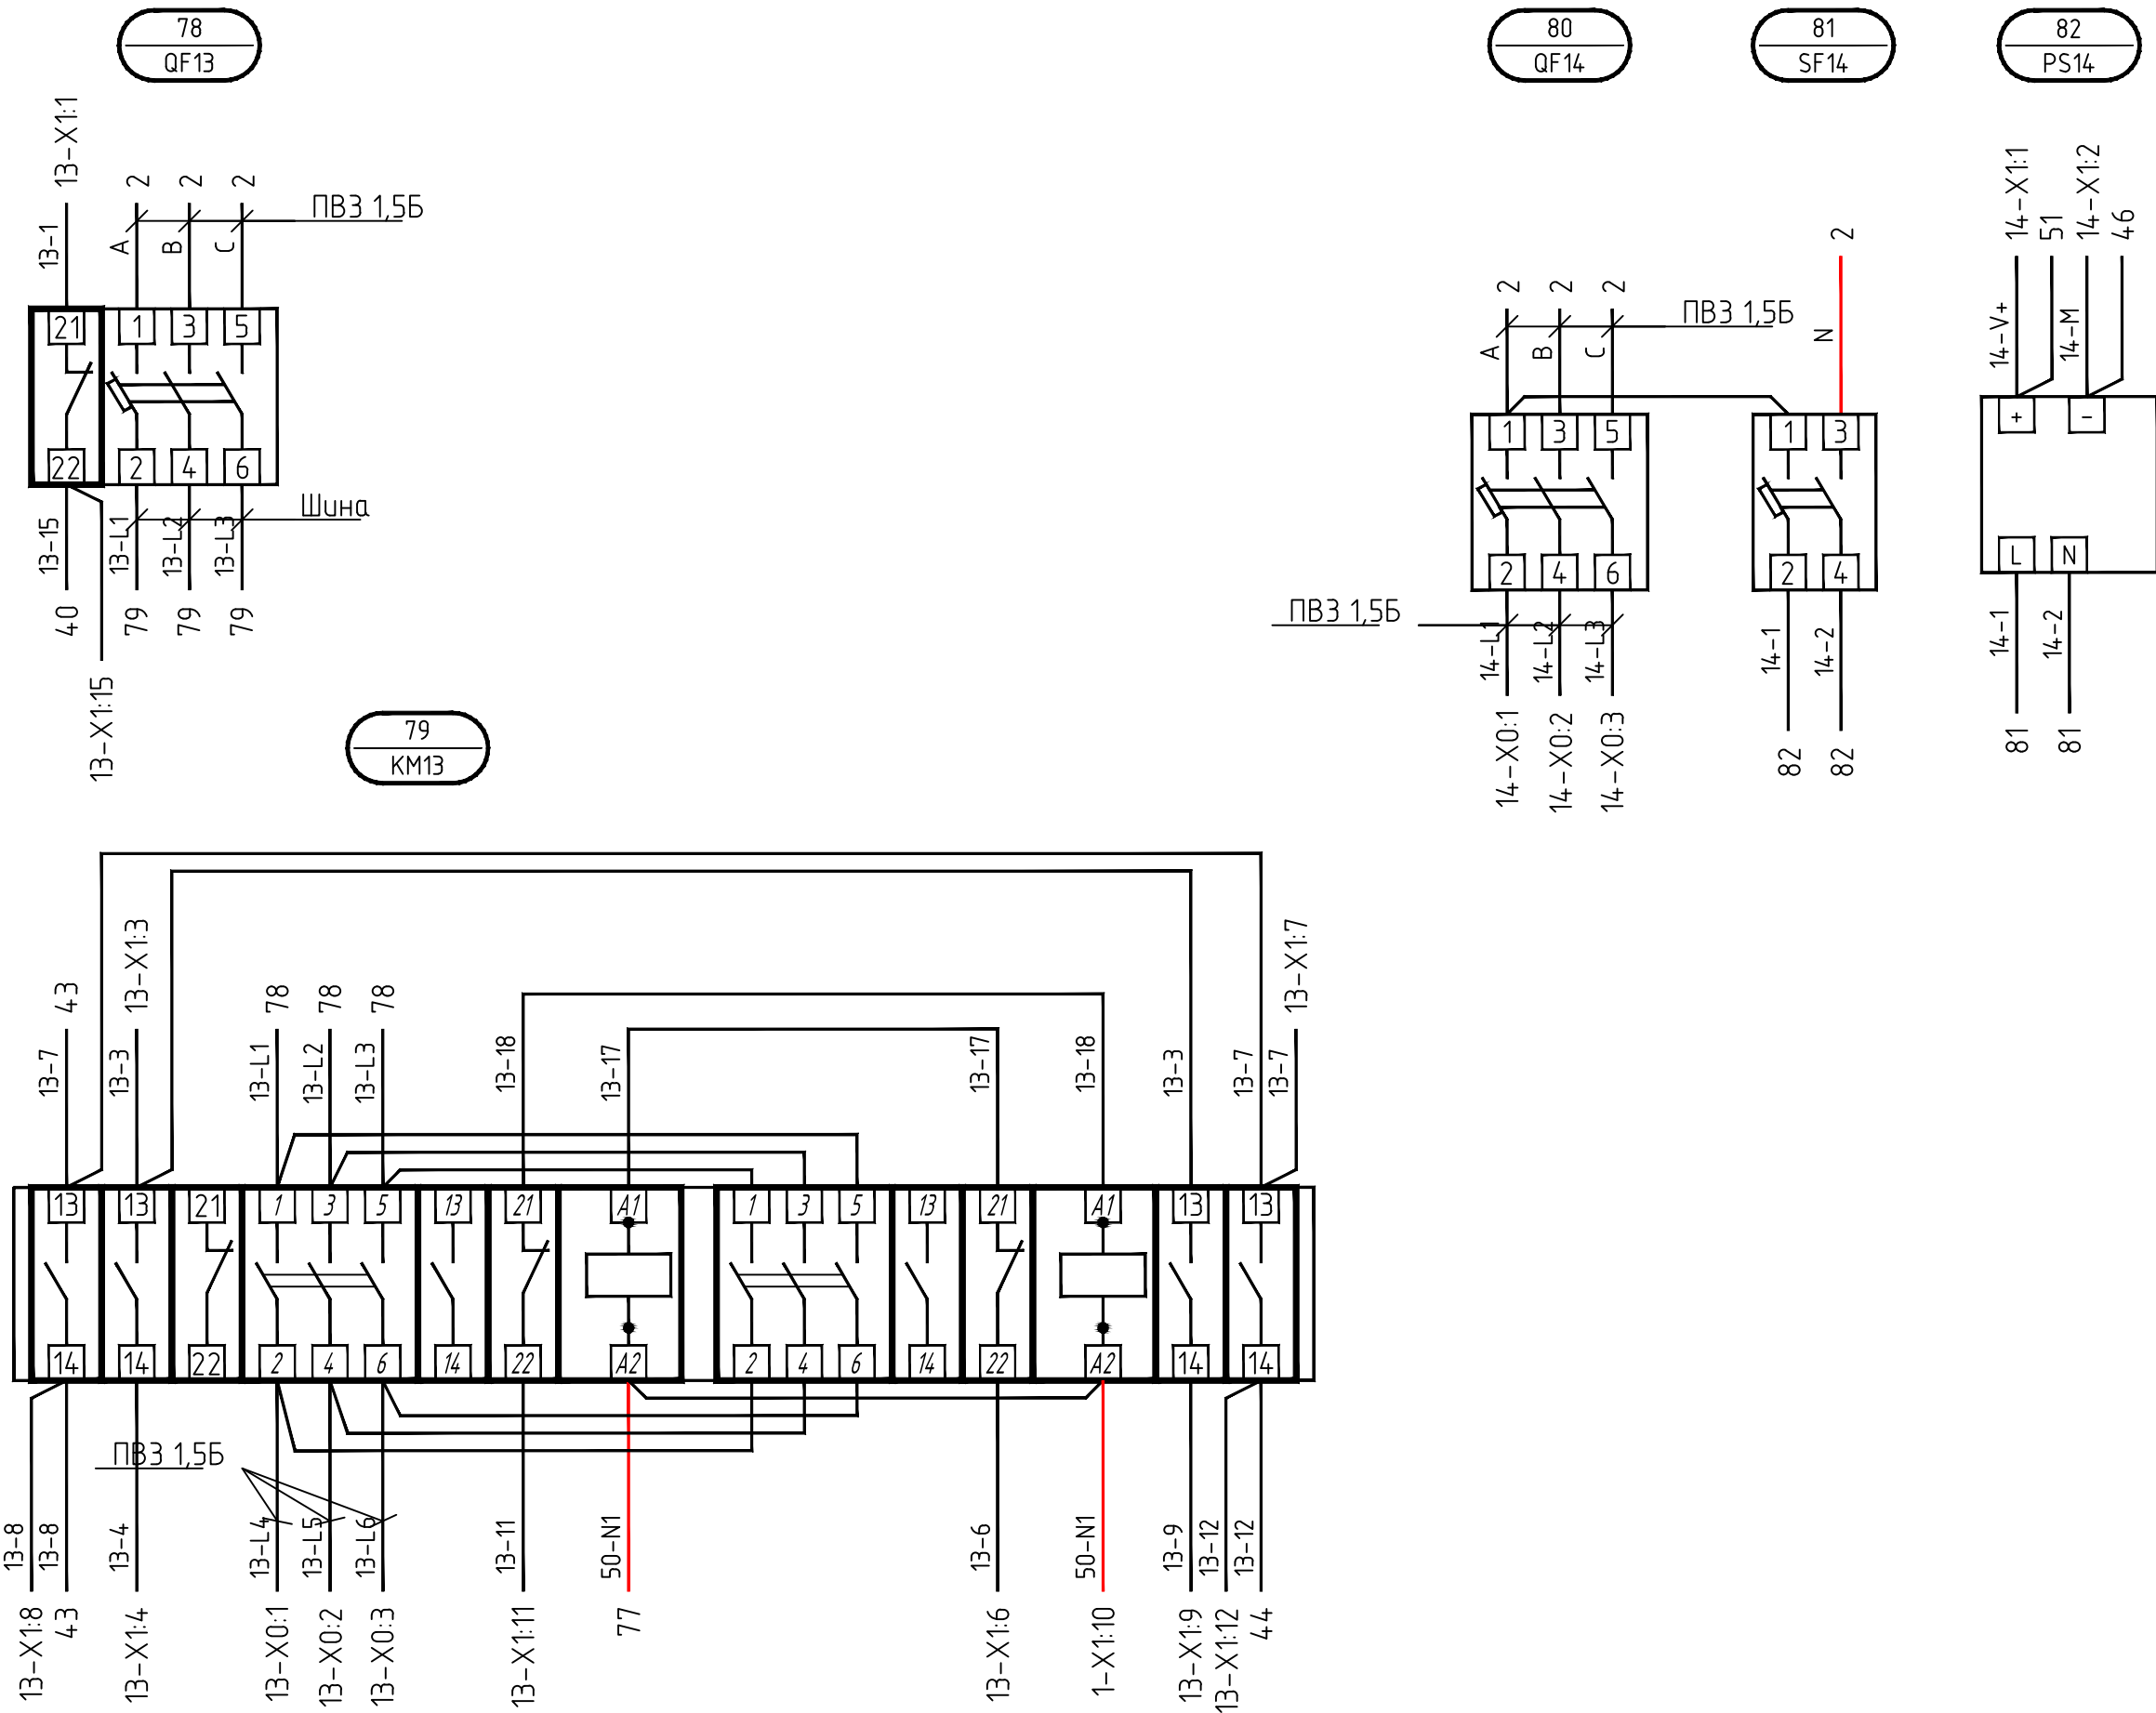 78
QF13
80
QF14
81
SF14
82
PS14
13-X1:1
2
2
2
ПВ3 1,5Б
13-1
A
B
C
21
1
3
5
22
2
4
6
Шина
13-15
13-L1
13-L2
13-L3
40
79
79
79
13-X1:15
2
2
2
2
ПВ3 1,5Б
A
B
C
N
1
3
5
1
3
2
4
6
2
4
ПВ3 1,5Б
14-L1
14-L2
14-L3
14-1
14-2
14-X0:1
14-X0:2
14-X0:3
82
82
14-X1:1
51
14-X1:2
46
14-V+
14-M
+
-
L
N
14-1
14-2
81
81
79
KM13
43
13-X1:3
78
78
78
13-X1:7
13-7
13-3
13-L1
13-L2
13-L3
13-18
13-17
13-17
13-18
13-3
13-7
13-7
13
13
21
1
3
5
13
21
A1
1
3
5
13
21
A1
13
13
14
14
22
2
4
6
14
22
A2
2
4
6
14
22
A2
14
14
ПВ3 1,5Б
13-8
13-8
13-4
13-L4
13-L5
13-L6
13-11
50-N1
13-6
50-N1
13-9
13-12
13-12
13-X1:8
43
13-X1:4
13-X0:1
13-X0:2
13-X0:3
13-X1:11
77
13-X1:6
1-X1:10
13-X1:9
13-X1:12
44